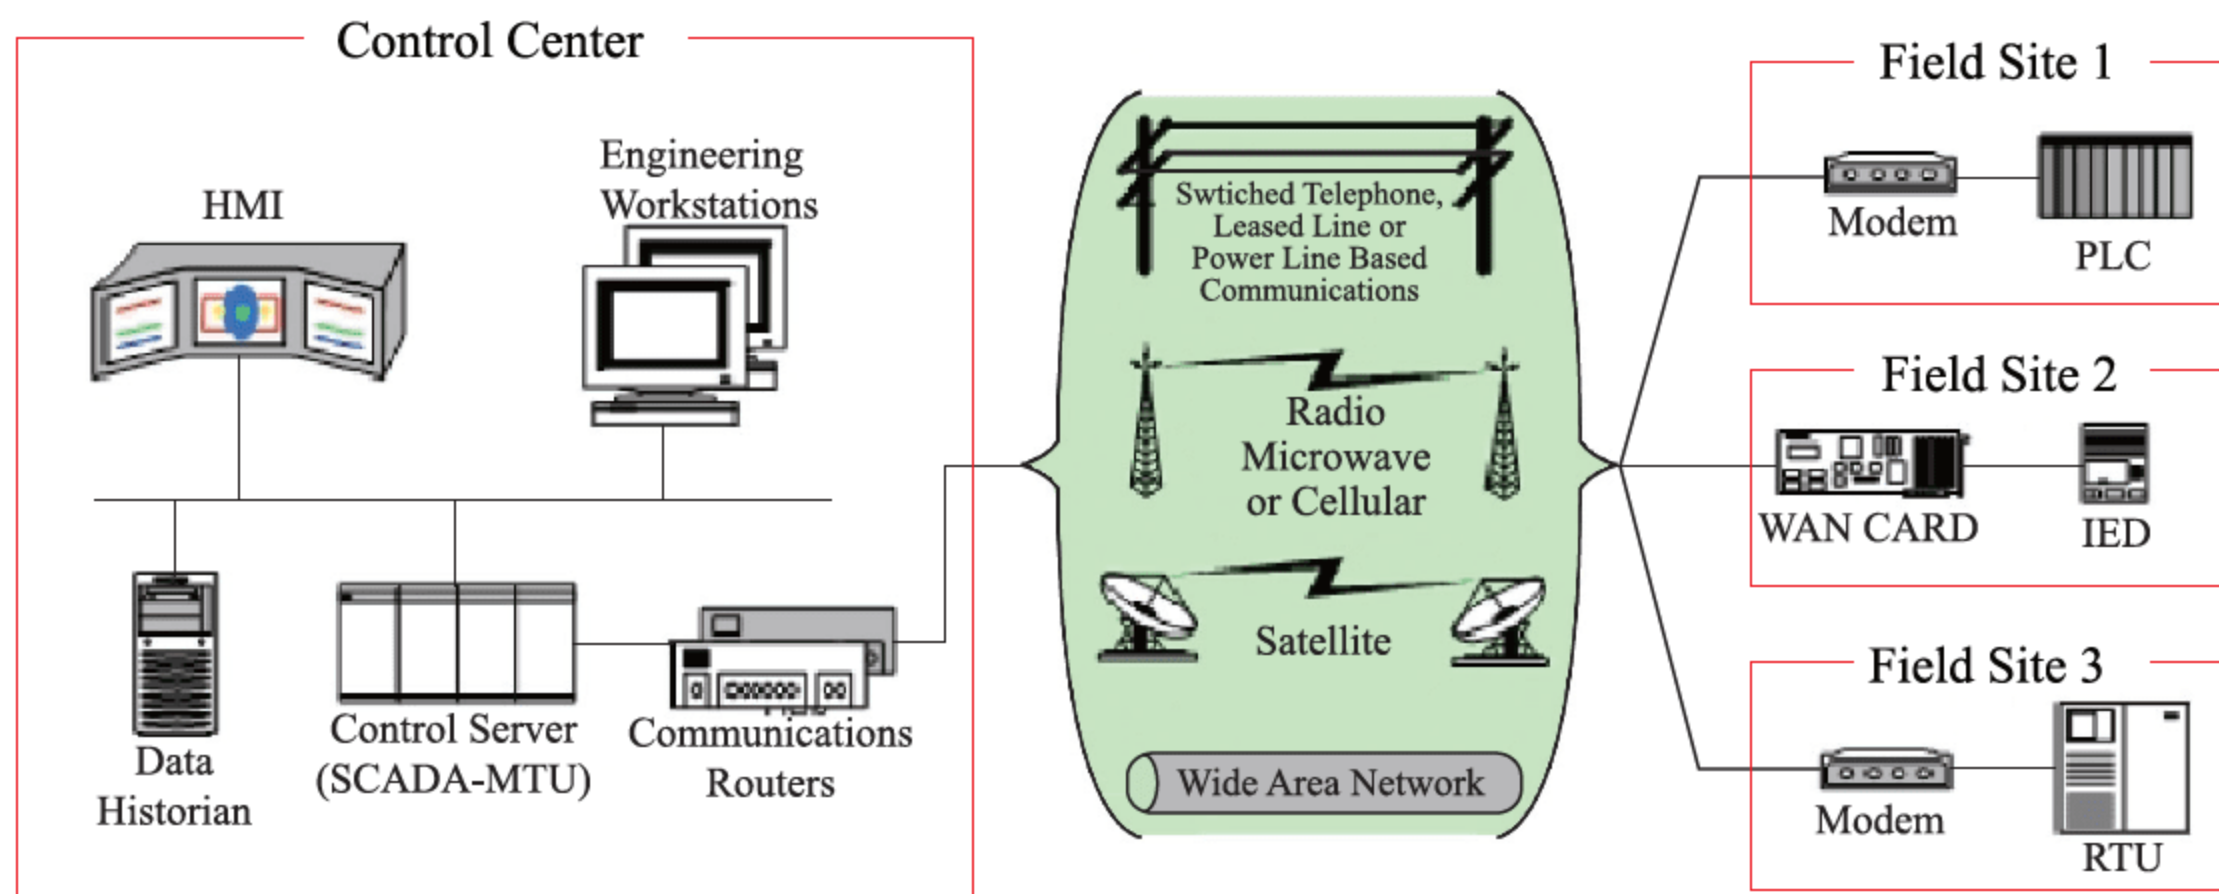 Control Center
HMI
Engineering
Workstations
Data
Historian
Control Server
(SCADA-MTU)
Communications
Routers
Swtiched Telephone,
Leased Line or
Power Line Based
Communications
Radio
Microwave
or Cellular
Satellite
Wide Area Network
Field Site 1
Modem
PLC
Field Site 2
WAN CARD
IED
Field Site 3
Modem
RTU